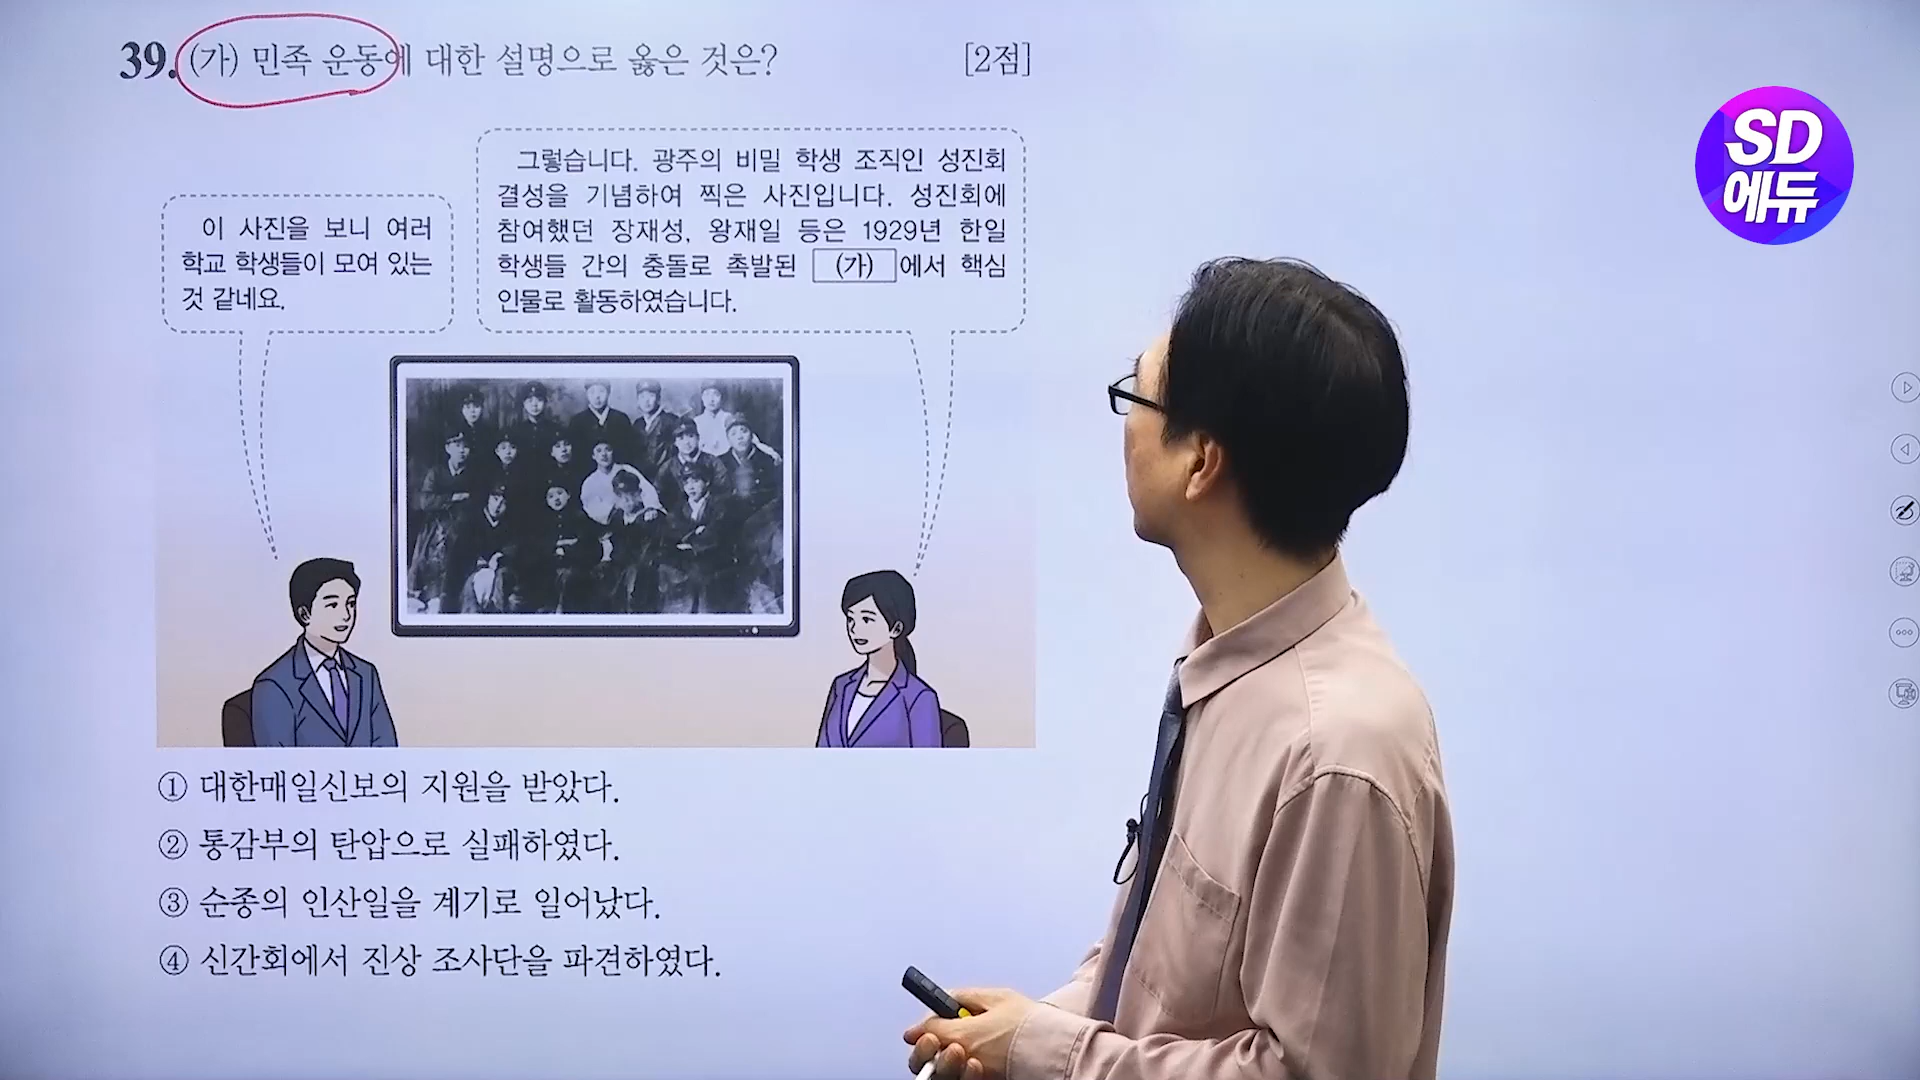 39. (가) 민족 운동에 대한 설명으로 옳은 것은? [2점]
이 사진을 보니 여러
학교 학생들이 모여 있는
것 같네요.
그렇습니다. 광주의 비밀 학생 조직인 성진회
결성을 기념하여 찍은 사진입니다. 성진회에
참여했던 장재성, 왕재일 등은 1929년 한일
학생들 간의 충돌로 촉발된 (가) 에서 핵심
인물로 활동하였습니다.
① 대한매일신보의 지원을 받았다.
② 통감부의 탄압으로 실패하였다.
③ 순종의 인산일을 계기로 일어났다.
④ 신간회에서 진상 조사단을 파견하였다.
SD
에듀